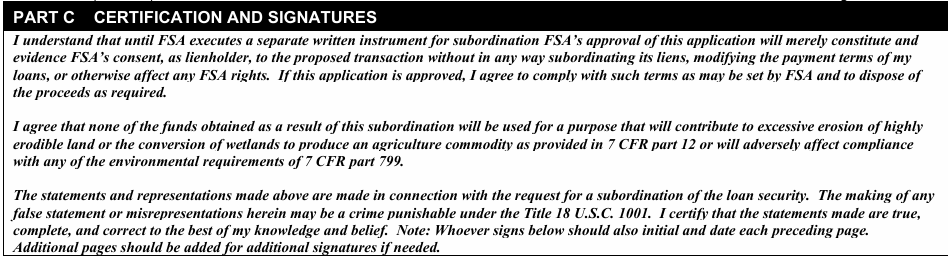 PART C CERTIFICATION AND SIGNATURES
I understand that until FSA executes a separate written instrument for subordination FSA's approval of this application will merely constitute and
evidence FSA's consent, as lienholder, to the proposed transaction without in any way subordinating its liens, modifying the payment terms of my
loans, or otherwise affect any FSA rights. If this application is approved, I agree to comply with such terms as may be set by FSA and to dispose of
the proceeds as required.
I agree that none of the funds obtained as a result of this subordination will be used for a purpose that will contribute to excessive erosion of highly
erodible land or the conversion of wetlands to produce an agriculture commodity as provided in 7 CFR part 12 or will adversely affect compliance
with any of the environmental requirements of 7 CFR part 799.
The statements and representations made above are made in connection with the request for a subordination of the loan security. The making of any
false statement or misrepresentations herein may be a crime punishable under the Title 18 U.S.C. 1001. I certify that the statements made are true,
complete, and correct to the best of my knowledge and belief. Note: Whoever signs below should also initial and date each preceding page.
Additional pages should be added for additional signatures if needed.